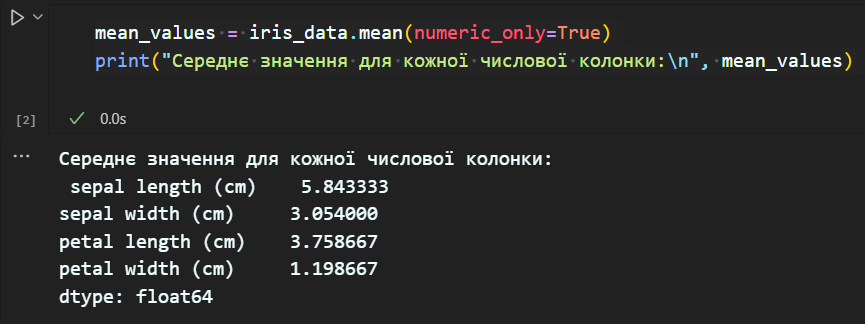 mean_values = iris_data.mean(numeric_only=True)
print("Середнє значення для кожної числової колонки:\n", mean_values)
[2]
0.0s
...
Середнє значення для кожної числової колонки:
 sepal length (cm)    5.843333
sepal width (cm)     3.054000
petal length (cm)    3.758667
petal width (cm)     1.198667
dtype: float64